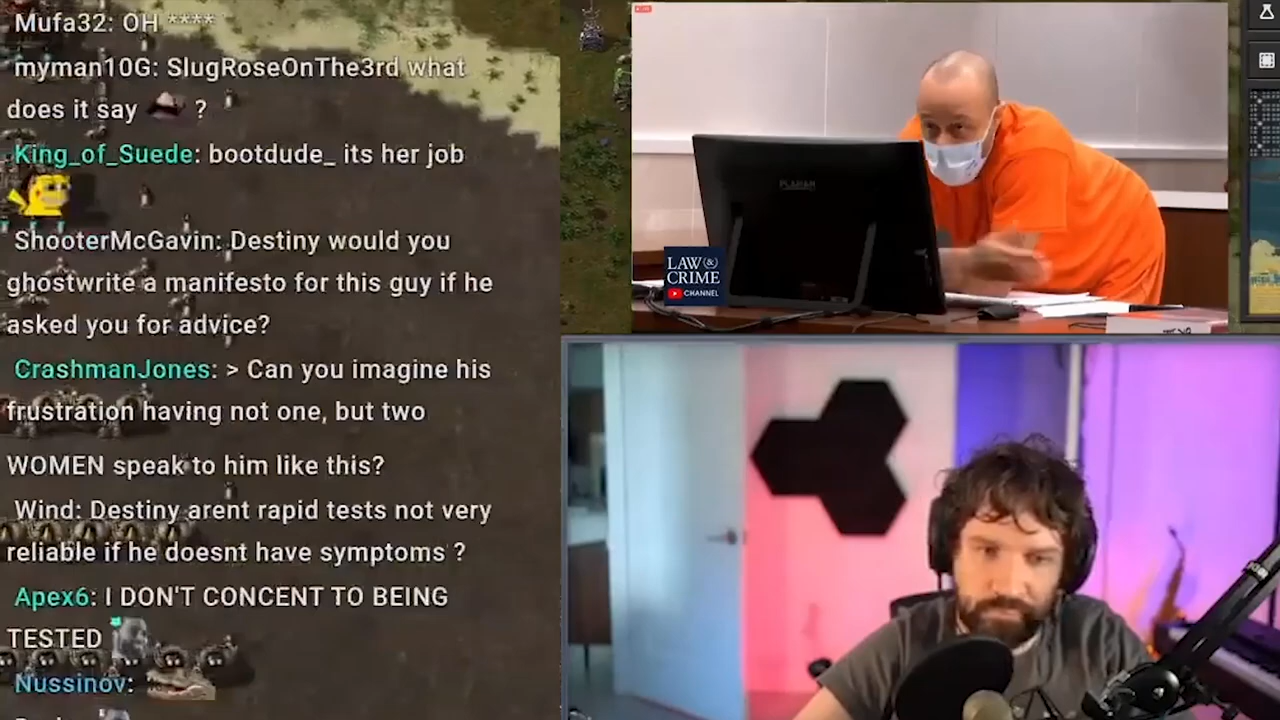 Mufa32: OH ****
myman10G: SlugRoseOnThe3rd what
does it say ?
King_of_Suede: bootdude_ its her job
ShooterMcGavin: Destiny would you
ghostwrite a manifesto for this guy if he
asked you for advice?
CrashmanJones: > Can you imagine his
frustration having not one, but two
WOMEN speak to him like this?
Wind: Destiny arent rapid tests not very
reliable if he doesnt have symptoms ?
Apex6: I DON'T CONCENT TO BEING
TESTED
Nussinov:
LAW&
CRIME
CHANNEL